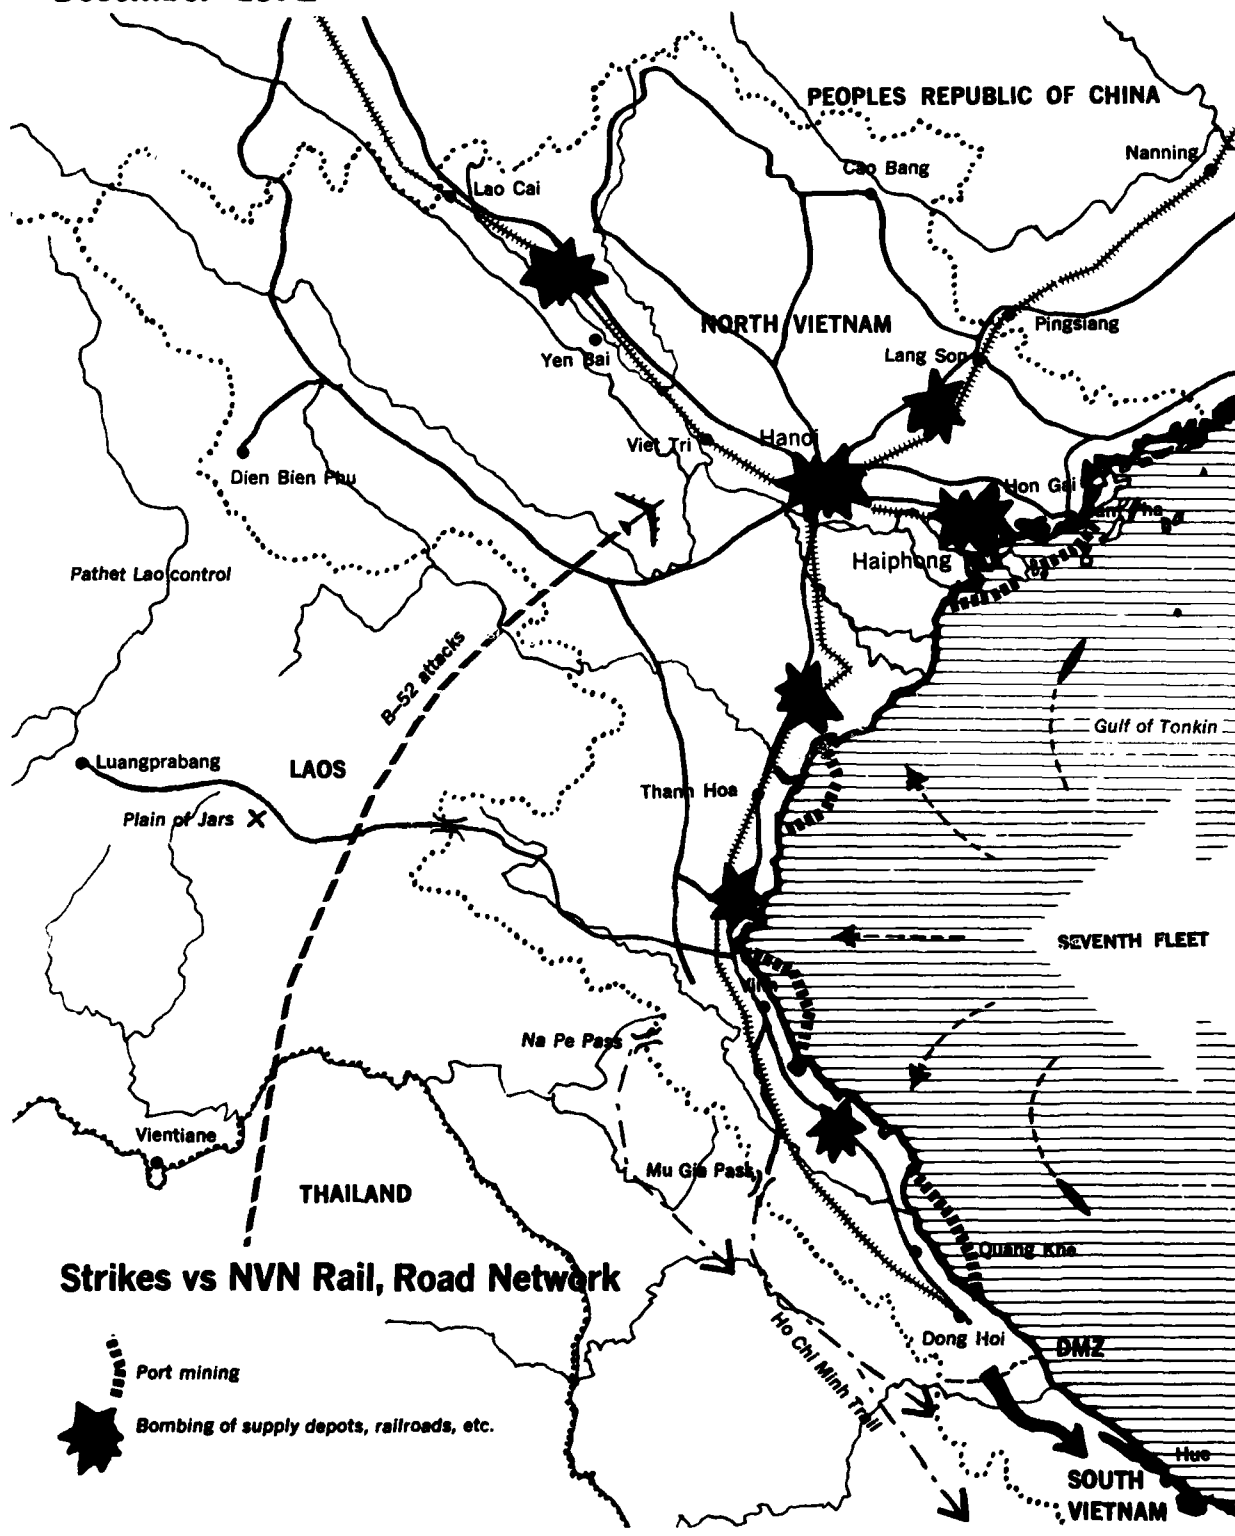 PEOPLES REPUBLIC OF CHINA
Nanning
Cao Bang
Lao Cai
NORTH VIETNAM
Pingsiang
Lang Son
Yen Bai
Viet Tri
Hanoi
Dien Bien Phu
Hon Gai
Haiphong
Pathet Lao control
B-52 attacks
Gulf of Tonkin
Luangprabang
LAOS
Thanh Hoa
Plain of Jars
SEVENTH FLEET
Vinh
Na Pe Pass
Vientiane
Mu Gia Pass
THAILAND
Quang Khe
Strikes vs NVN Rail, Road Network
Ho Chi Minh Trail
Dong Hoi
DMZ
Port mining
Bombing of supply depots, railroads, etc.
Hue
SOUTH
VIETNAM